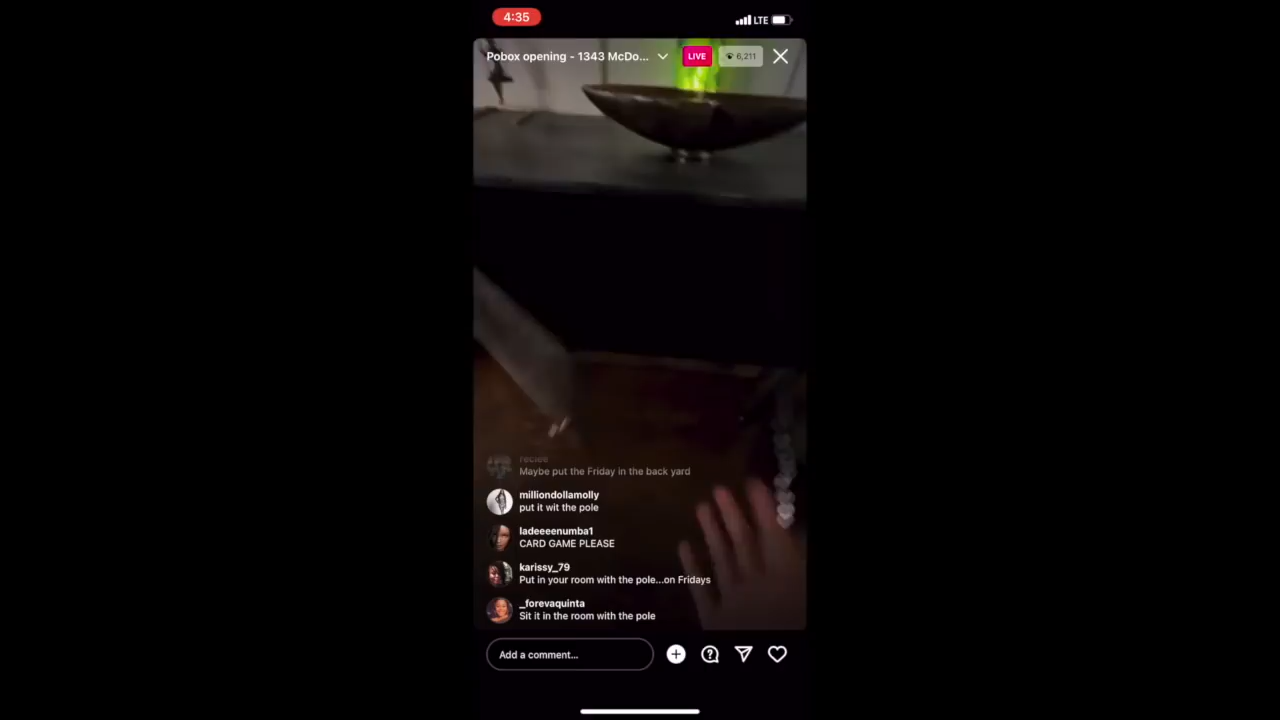 4:35
LTE
Pobox opening - 1343 McDo...
LIVE
6,211
Maybe put the Friday in the back yard
milliondollamolly
put it wit the pole
ladeeeenumba1
CARD GAME PLEASE
karissy_79
Put in your room with the pole...on Fridays
_forevaquinta
Sit it in the room with the pole
Add a comment...